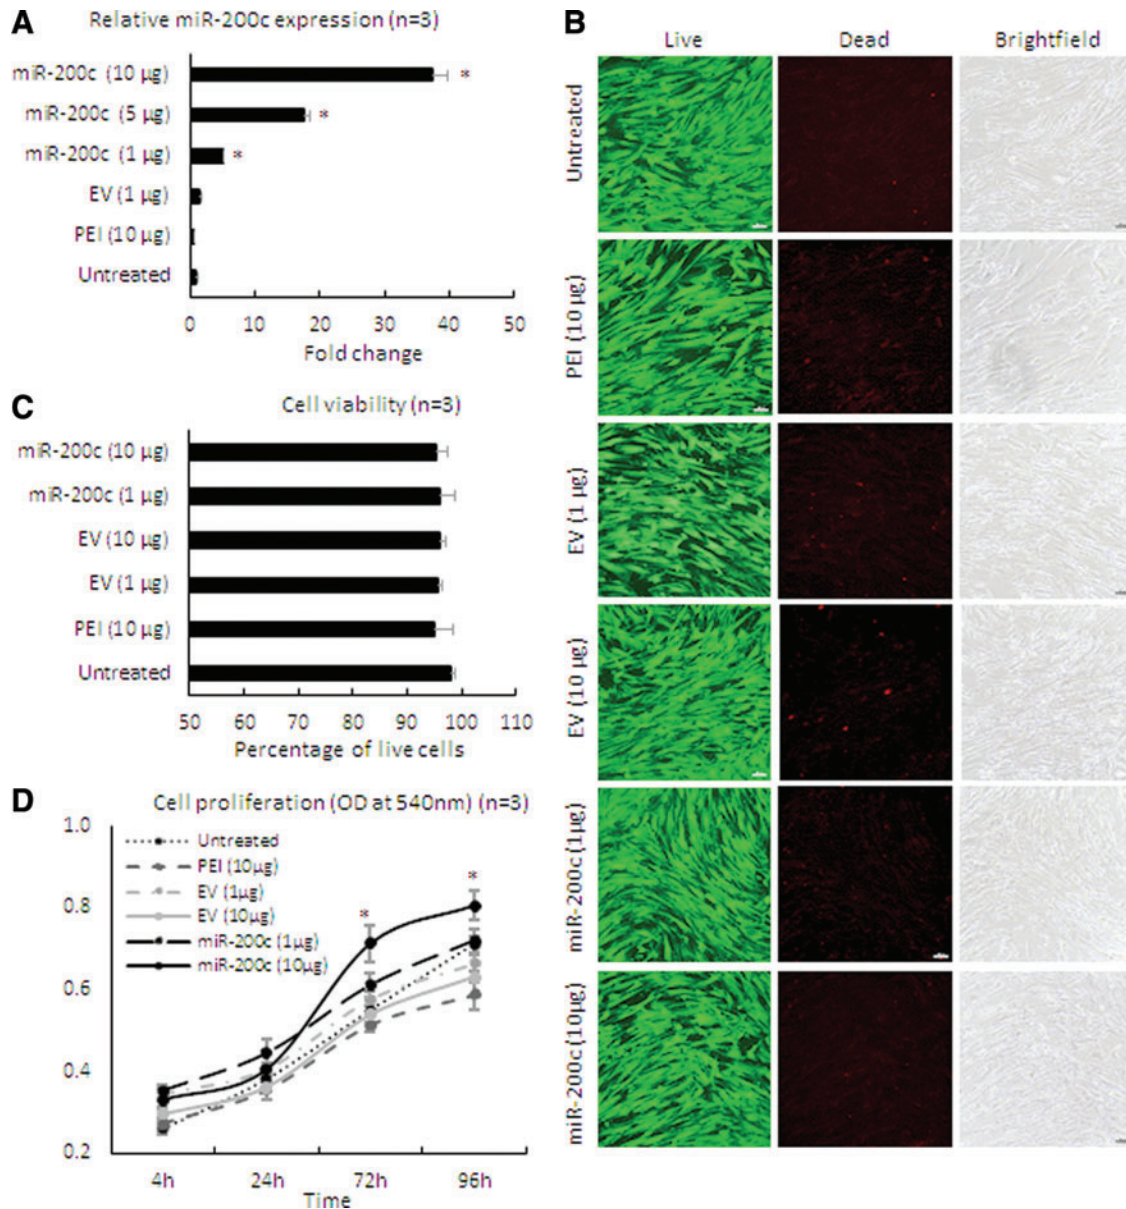 A
Relative miR-200c expression (n=3)
miR-200c (10 µg)
*
miR-200c (5 µg)
*
miR-200c (1 µg)
*
EV (1 µg)
PEI (10 µg)
Untreated
0 10 20 30 40 50
Fold change
B
Live Dead Brightfield
Untreated
PEI (10 µg)
EV (1 µg)
EV (10 µg)
miR-200c (1µg)
miR-200c (10µg)
C
Cell viability (n=3)
miR-200c (10 µg)
miR-200c (1 µg)
EV (10 µg)
EV (1 µg)
PEI (10 µg)
Untreated
50 60 70 80 90 100 110
Percentage of live cells
D
Cell proliferation (OD at 540nm) (n=3)
1.0
0.8
0.6
0.4
0.2
Untreated
PEI (10µg)
EV (1µg)
EV (10µg)
miR-200c (1µg)
miR-200c (10µg)
*
*
4h 24h 72h 96h
Time